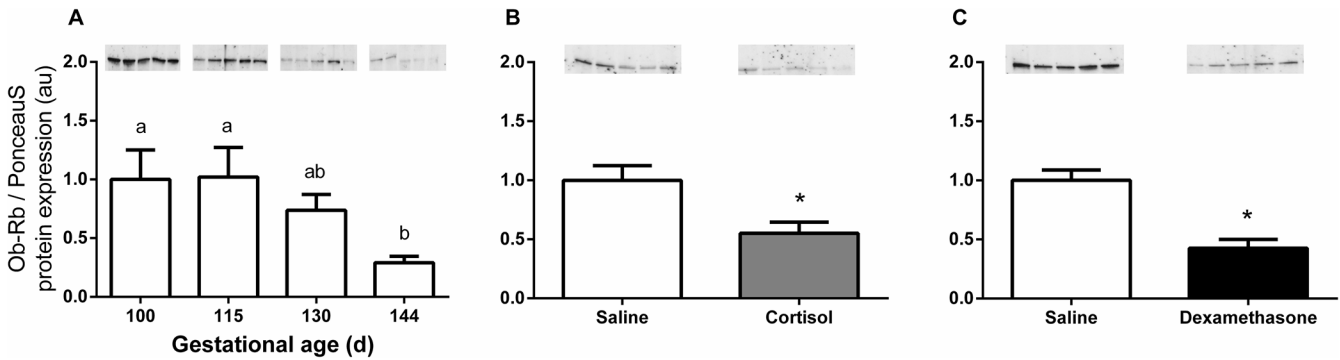 A
B
C
Ob-Rb / PonceauS
protein expression (au)
2.0
1.5
1.0
0.5
0.0
a
a
ab
b
100 115 130 144
Gestational age (d)
2.0
1.5
1.0
0.5
0.0
*
Saline Cortisol
2.0
1.5
1.0
0.5
0.0
*
Saline Dexamethasone